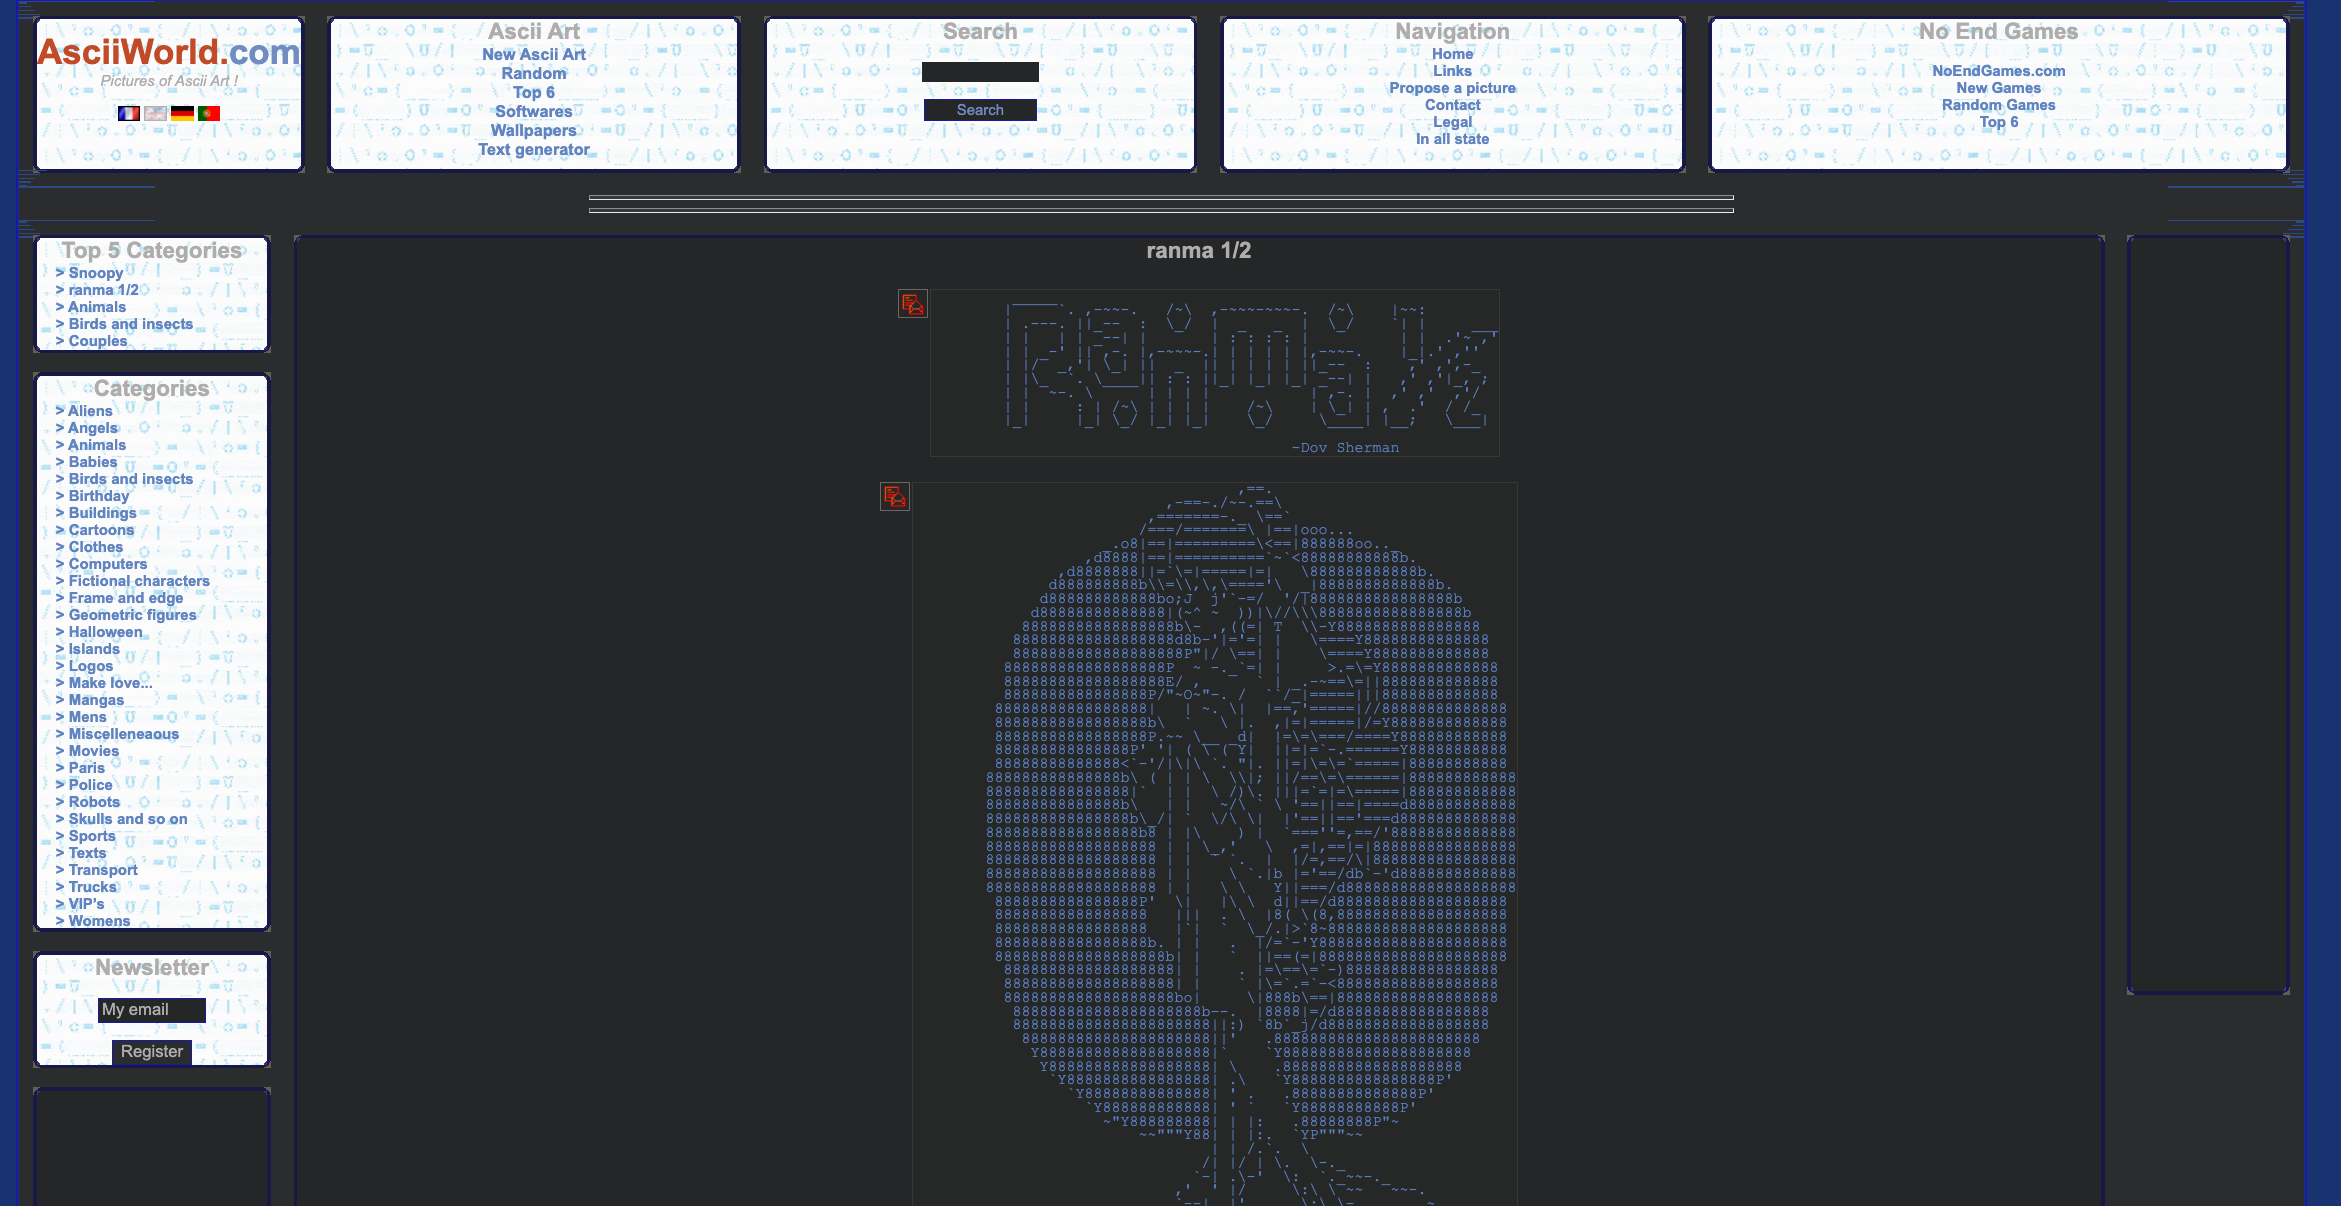 AsciiWorld.com
Pictures of Ascii Art !
Ascii Art
New Ascii Art
Random
Top 6
Softwares
Wallpapers
Text generator
Search
Search
Navigation
Home
Links
Propose a picture
Contact
Legal
In all state
No End Games
NoEndGames.com
New Games
Random Games
Top 6
Top 5 Categories
> Snoopy
> ranma 1/2
> Animals
> Birds and insects
> Couples
Categories
> Aliens
> Angels
> Animals
> Babies
> Birds and insects
> Birthday
> Buildings
> Cartoons
> Clothes
> Computers
> Fictional characters
> Frame and edge
> Geometric figures
> Halloween
> Islands
> Logos
> Make love...
> Mangas
> Mens
> Miscelleneaous
> Movies
> Paris
> Police
> Robots
> Skulls and so on
> Sports
> Texts
> Transport
> Trucks
> VIP's
> Womens
Newsletter
My email
Register
ranma 1/2
Ranma 1/2
-Dov Sherman